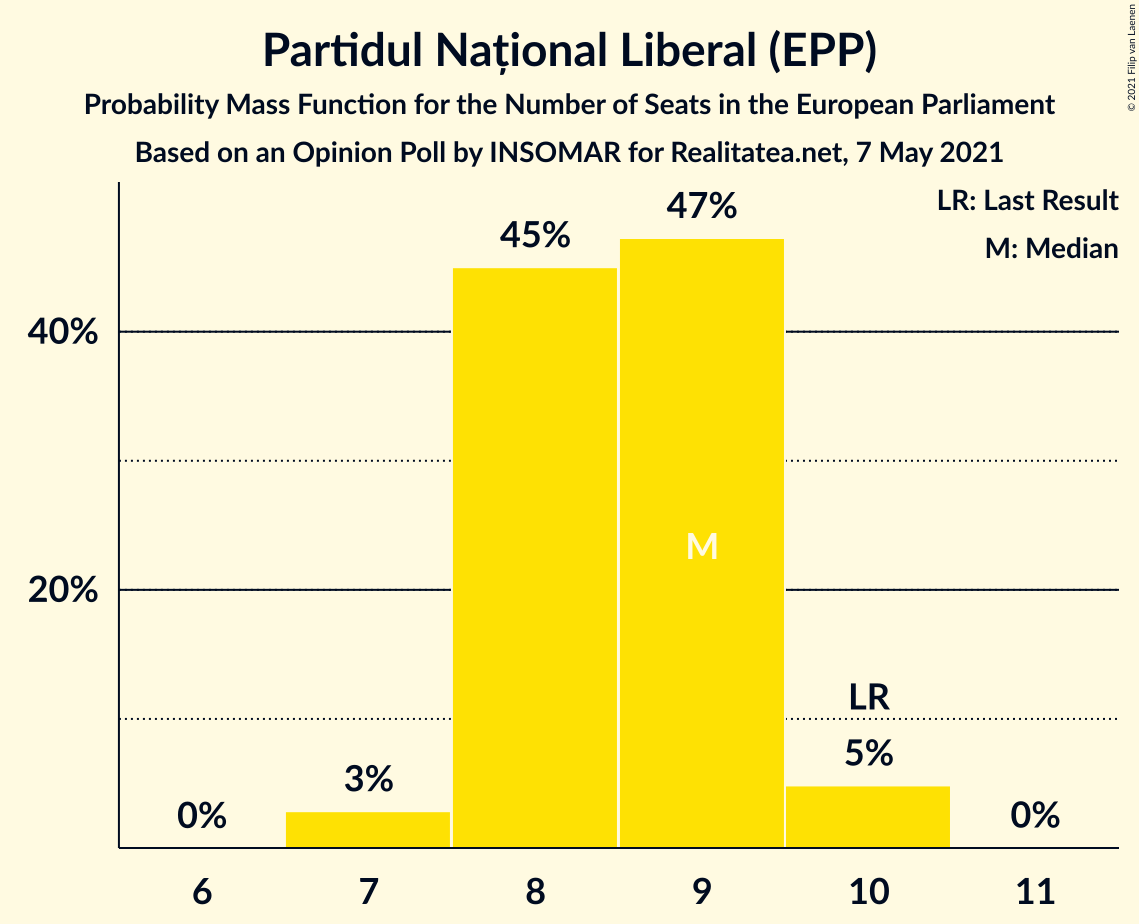 Partidul Național Liberal (EPP)
Probability Mass Function for the Number of Seats in the European Parliament
Based on an Opinion Poll by INSOMAR for Realitatea.net, 7 May 2021
© 2021 Filip van Laenen
LR: Last Result
M: Median
47%
45%
40%
M
20%
LR
5%
3%
0%
0%
6 7 8 9 10 11